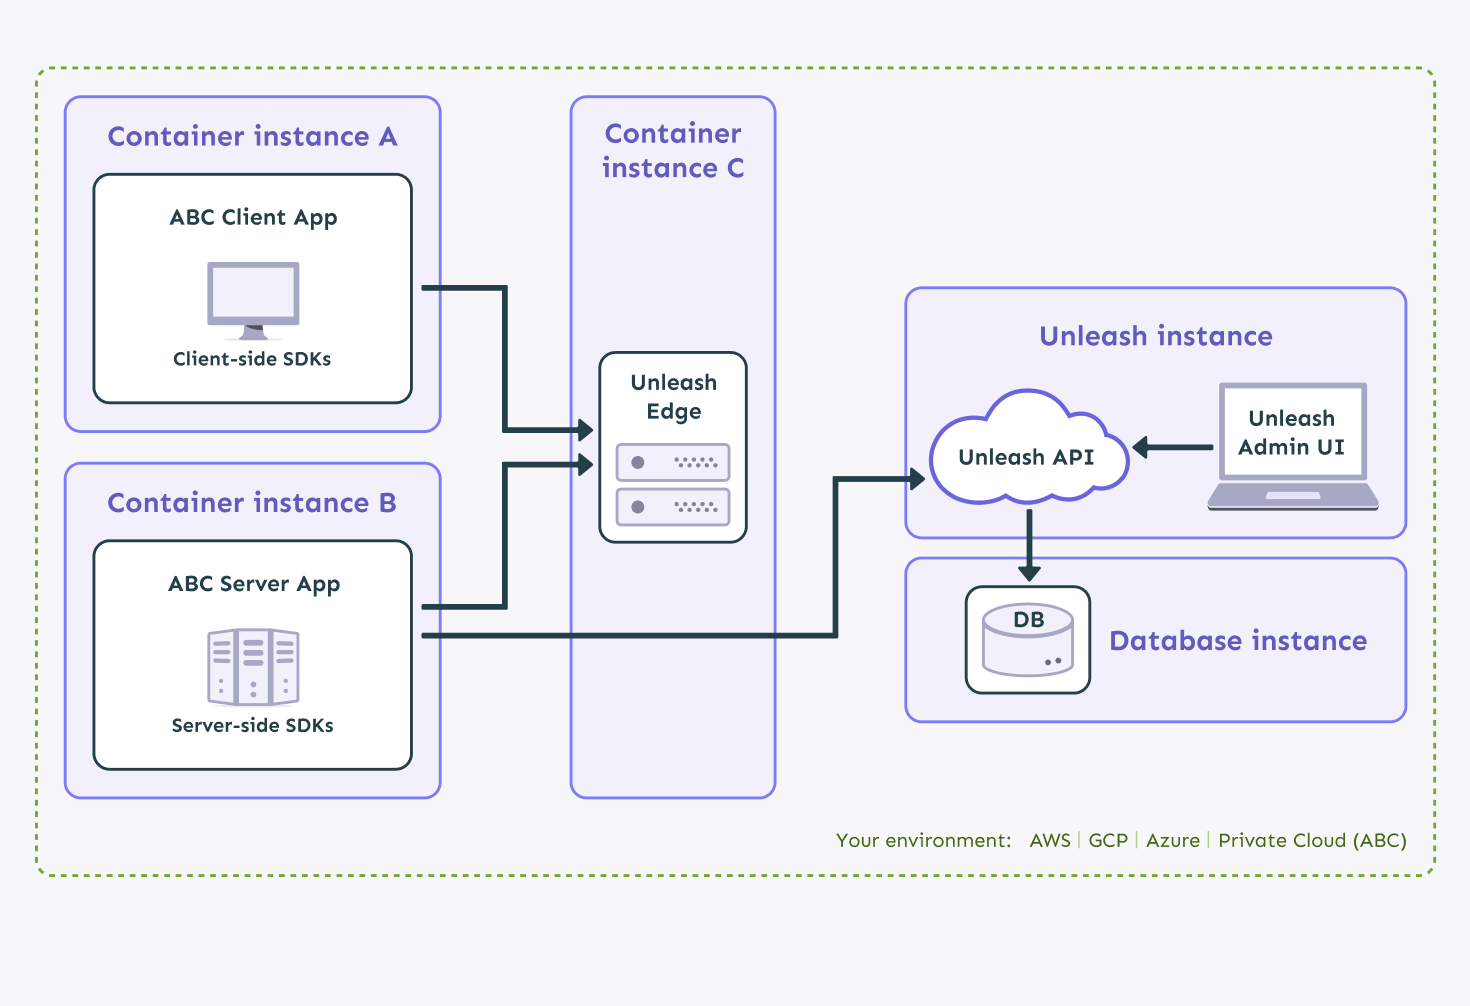 Container instance A
ABC Client App
Client-side SDKs
Container instance B
ABC Server App
Server-side SDKs
Container
instance C
Unleash
Edge
Unleash instance
Unleash API
Unleash
Admin UI
DB
Database instance
Your environment: AWS | GCP | Azure | Private Cloud (ABC)